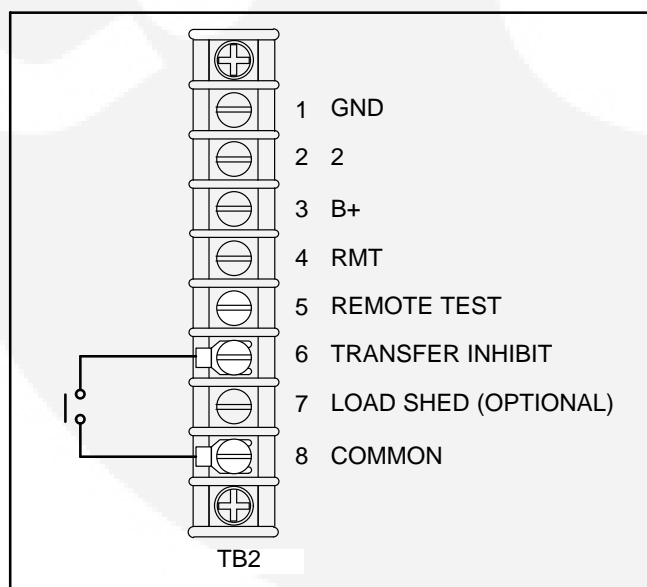 1 GND
2 2
3 B+
4 RMT
5 REMOTE TEST
6 TRANSFER INHIBIT
7 LOAD SHED (OPTIONAL)
8 COMMON
TB2